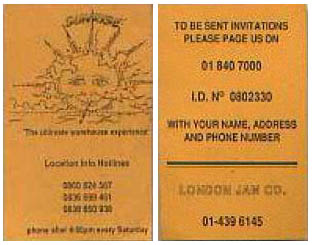 SUNRISE
'The ultimate warehouse experience'
Location Info Hotlines
0836
0836
phone after 4:00pm every Saturday
TO BE SENT INVITATIONS
PLEASE PAGE US ON
01 840 7000
I.D. Nº 0802330
WITH YOUR NAME, ADDRESS
AND PHONE NUMBER
LONDON JAM CO.
01-439 6145